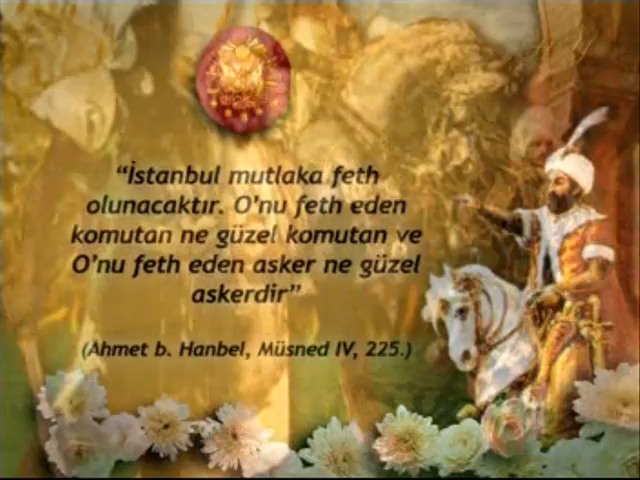 “İstanbul mutlaka feth
olunacaktır. O’nu feth eden
komutan ne güzel komutan ve
O’nu feth eden asker ne güzel
askerdir”
(Ahmet b. Hanbel, Müsned IV, 225.)